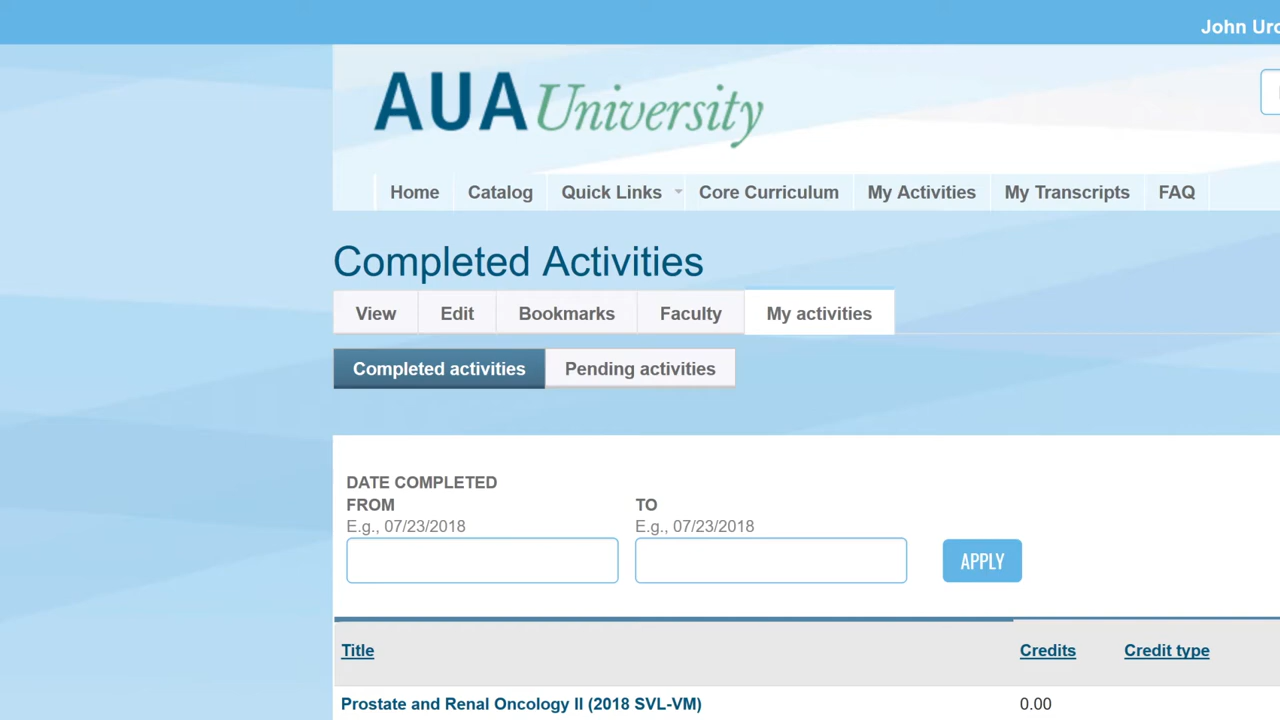 John Uro
AUA University
Home Catalog Quick Links Core Curriculum My Activities My Transcripts FAQ
Completed Activities
View Edit Bookmarks Faculty My activities
Completed activities Pending activities
DATE COMPLETED
FROM TO
E.g., 07/23/2018 E.g., 07/23/2018
APPLY
Title Credits Credit type
Prostate and Renal Oncology II (2018 SVL-VM) 0.00